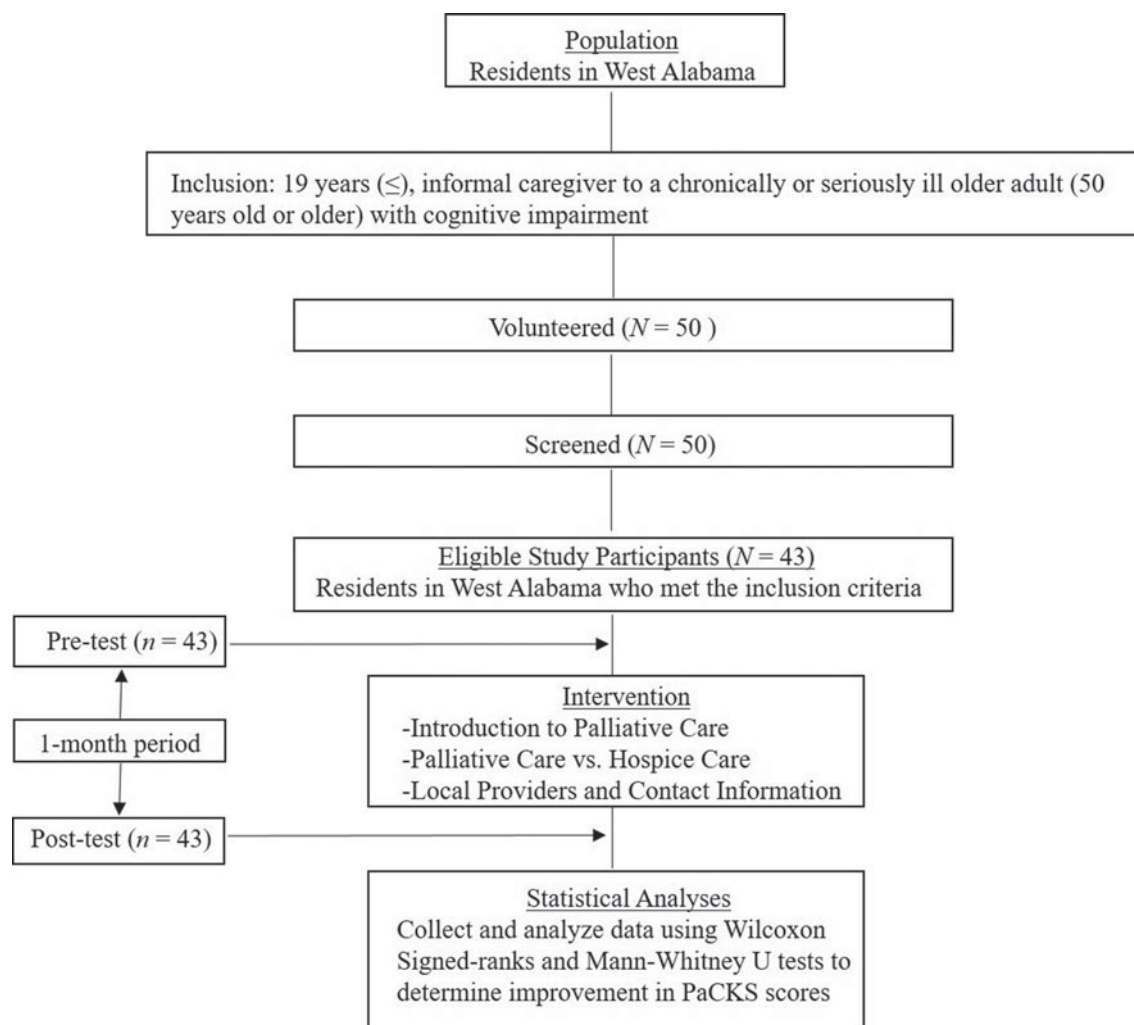 Population
Residents in West Alabama
Inclusion: 19 years (≤), informal caregiver to a chronically or seriously ill older adult (50
years old or older) with cognitive impairment
Volunteered (N = 50 )
Screened (N = 50)
Eligible Study Participants (N = 43)
Residents in West Alabama who met the inclusion criteria
Pre-test (n = 43)
1-month period
Post-test (n = 43)
Intervention
-Introduction to Palliative Care
-Palliative Care vs. Hospice Care
-Local Providers and Contact Information
Statistical Analyses
Collect and analyze data using Wilcoxon
Signed-ranks and Mann-Whitney U tests to
determine improvement in PaCKS scores